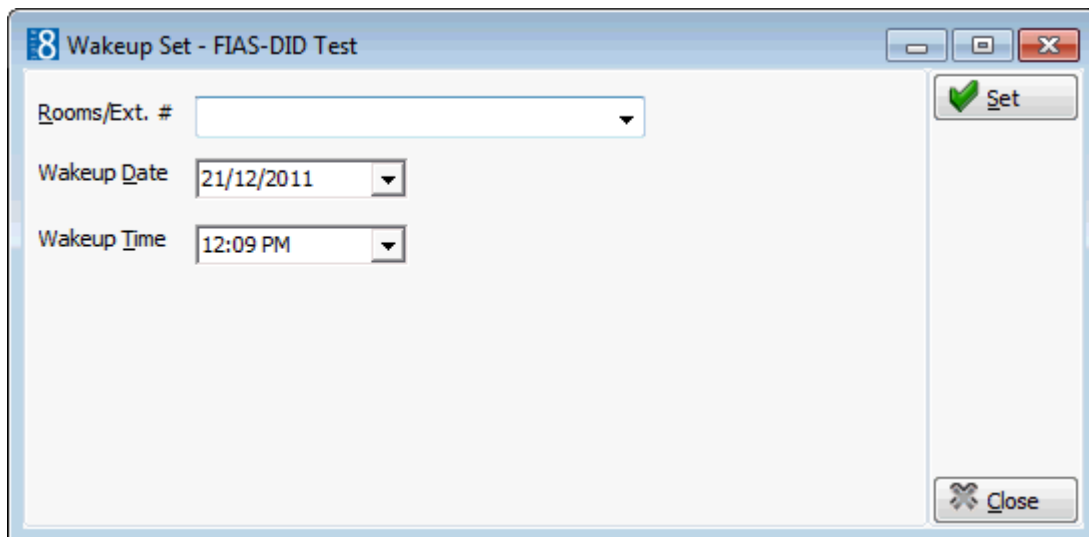 8 Wakeup Set - FIAS-DID Test
Rooms/Ext. #
Set
Wakeup Date 21/12/2011
Wakeup Time 12:09 PM
Close